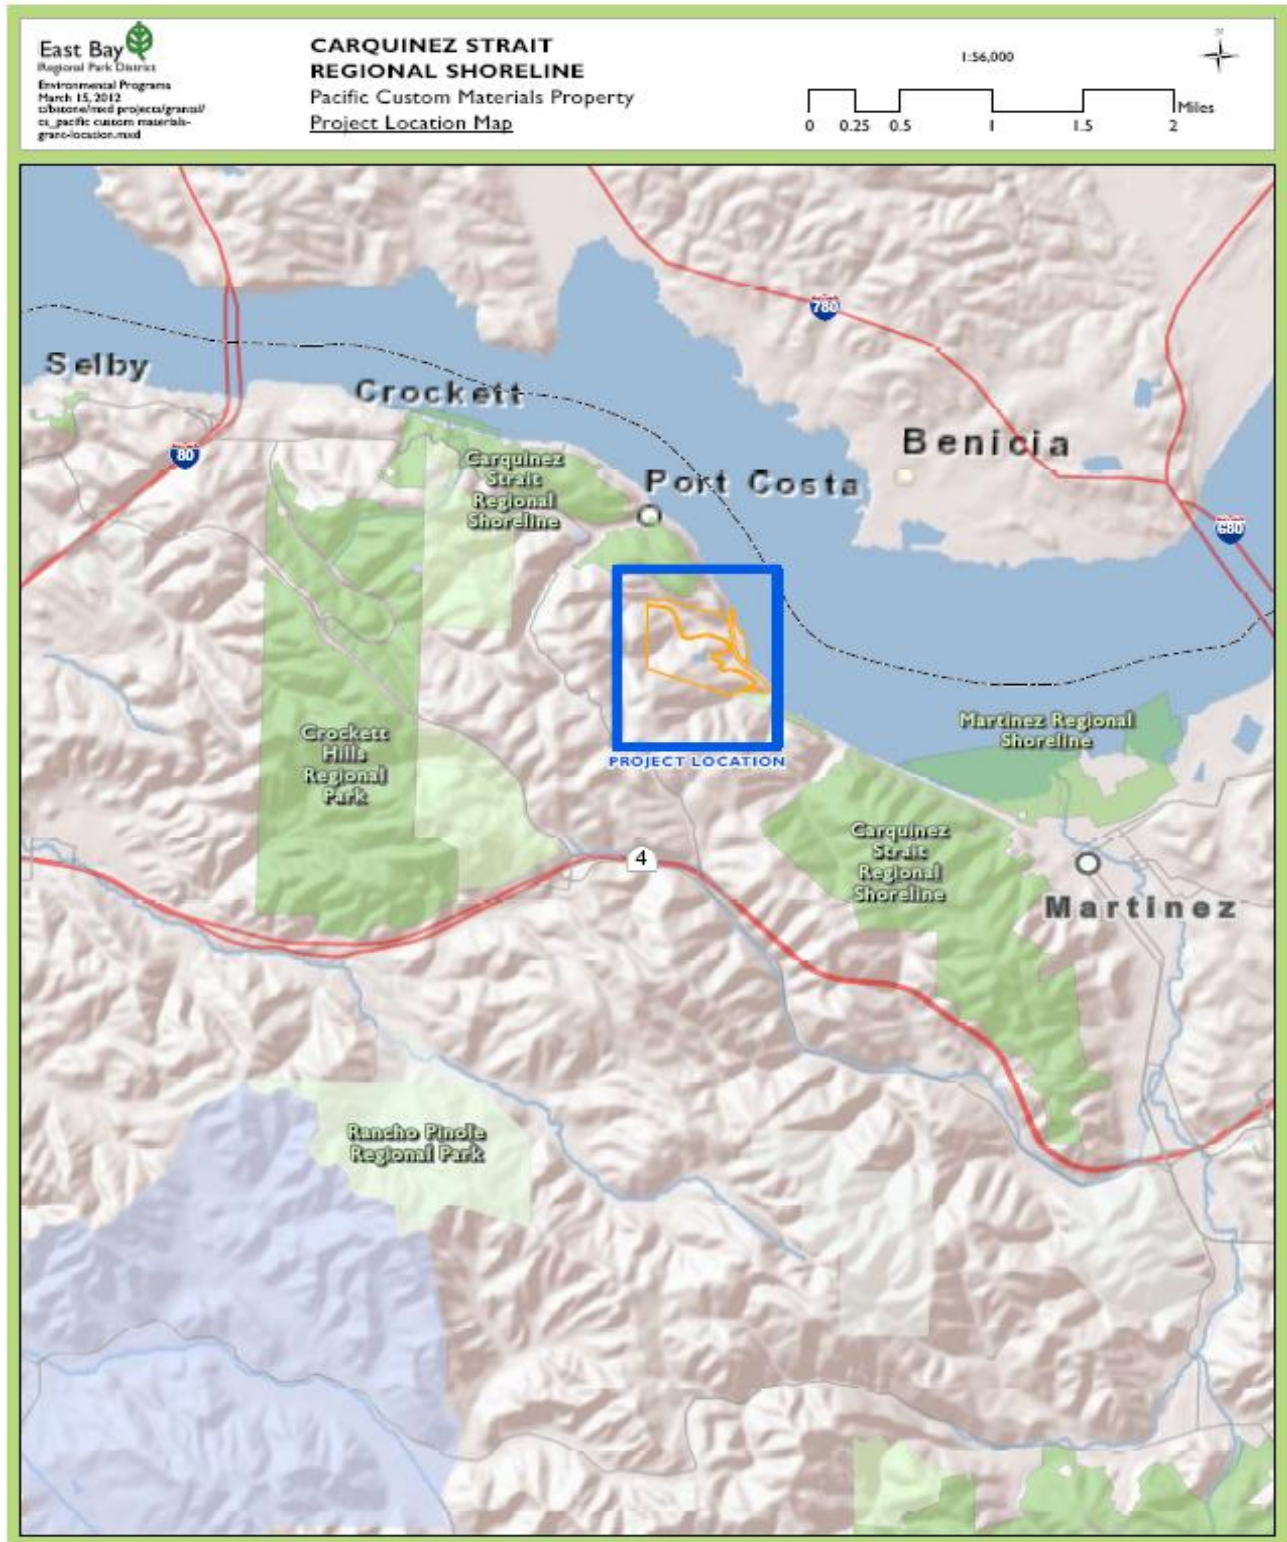 East Bay
Regional Park District
Environmental Programs
March 15, 2012
grant-location.mxd
CARQUINEZ STRAIT
REGIONAL SHORELINE
Pacific Custom Materials Property
Project Location Map
1:56,000
N
Miles
0 0.25 0.5 1 1.5 2
780
Selby
Crockett
80
Benicia
Carquinez
Strait
Regional
Shoreline
Port Costa
680
Martinez Regional
Shoreline
Crockett
Hills
Regional
Park
PROJECT LOCATION
4
Carquinez
Strait
Regional
Shoreline
Martinez
Rancho Pinole
Regional Park